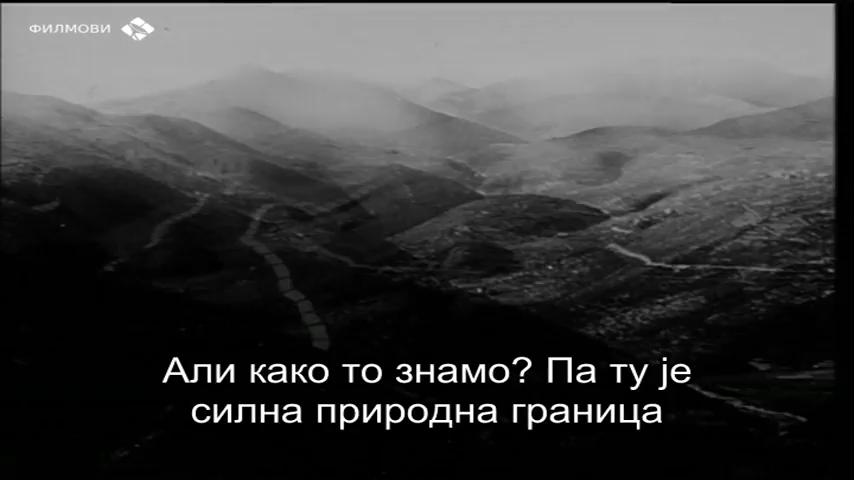 ФИЛМОВИ
Али како то знамо? Па ту је
силна природна граница